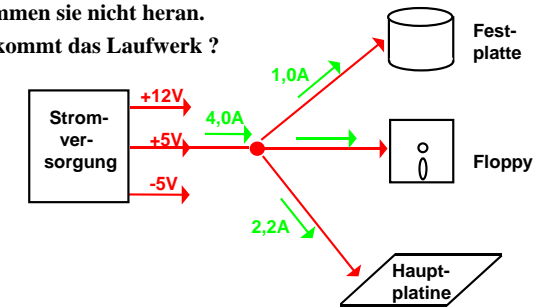 mmen sie nicht heran.
kommt das Laufwerk ?
Fest-
platte
1,0A
+12V
Strom-
ver-
sorgung
4,0A
+5V
Floppy
-5V
2,2A
Haupt-
platine